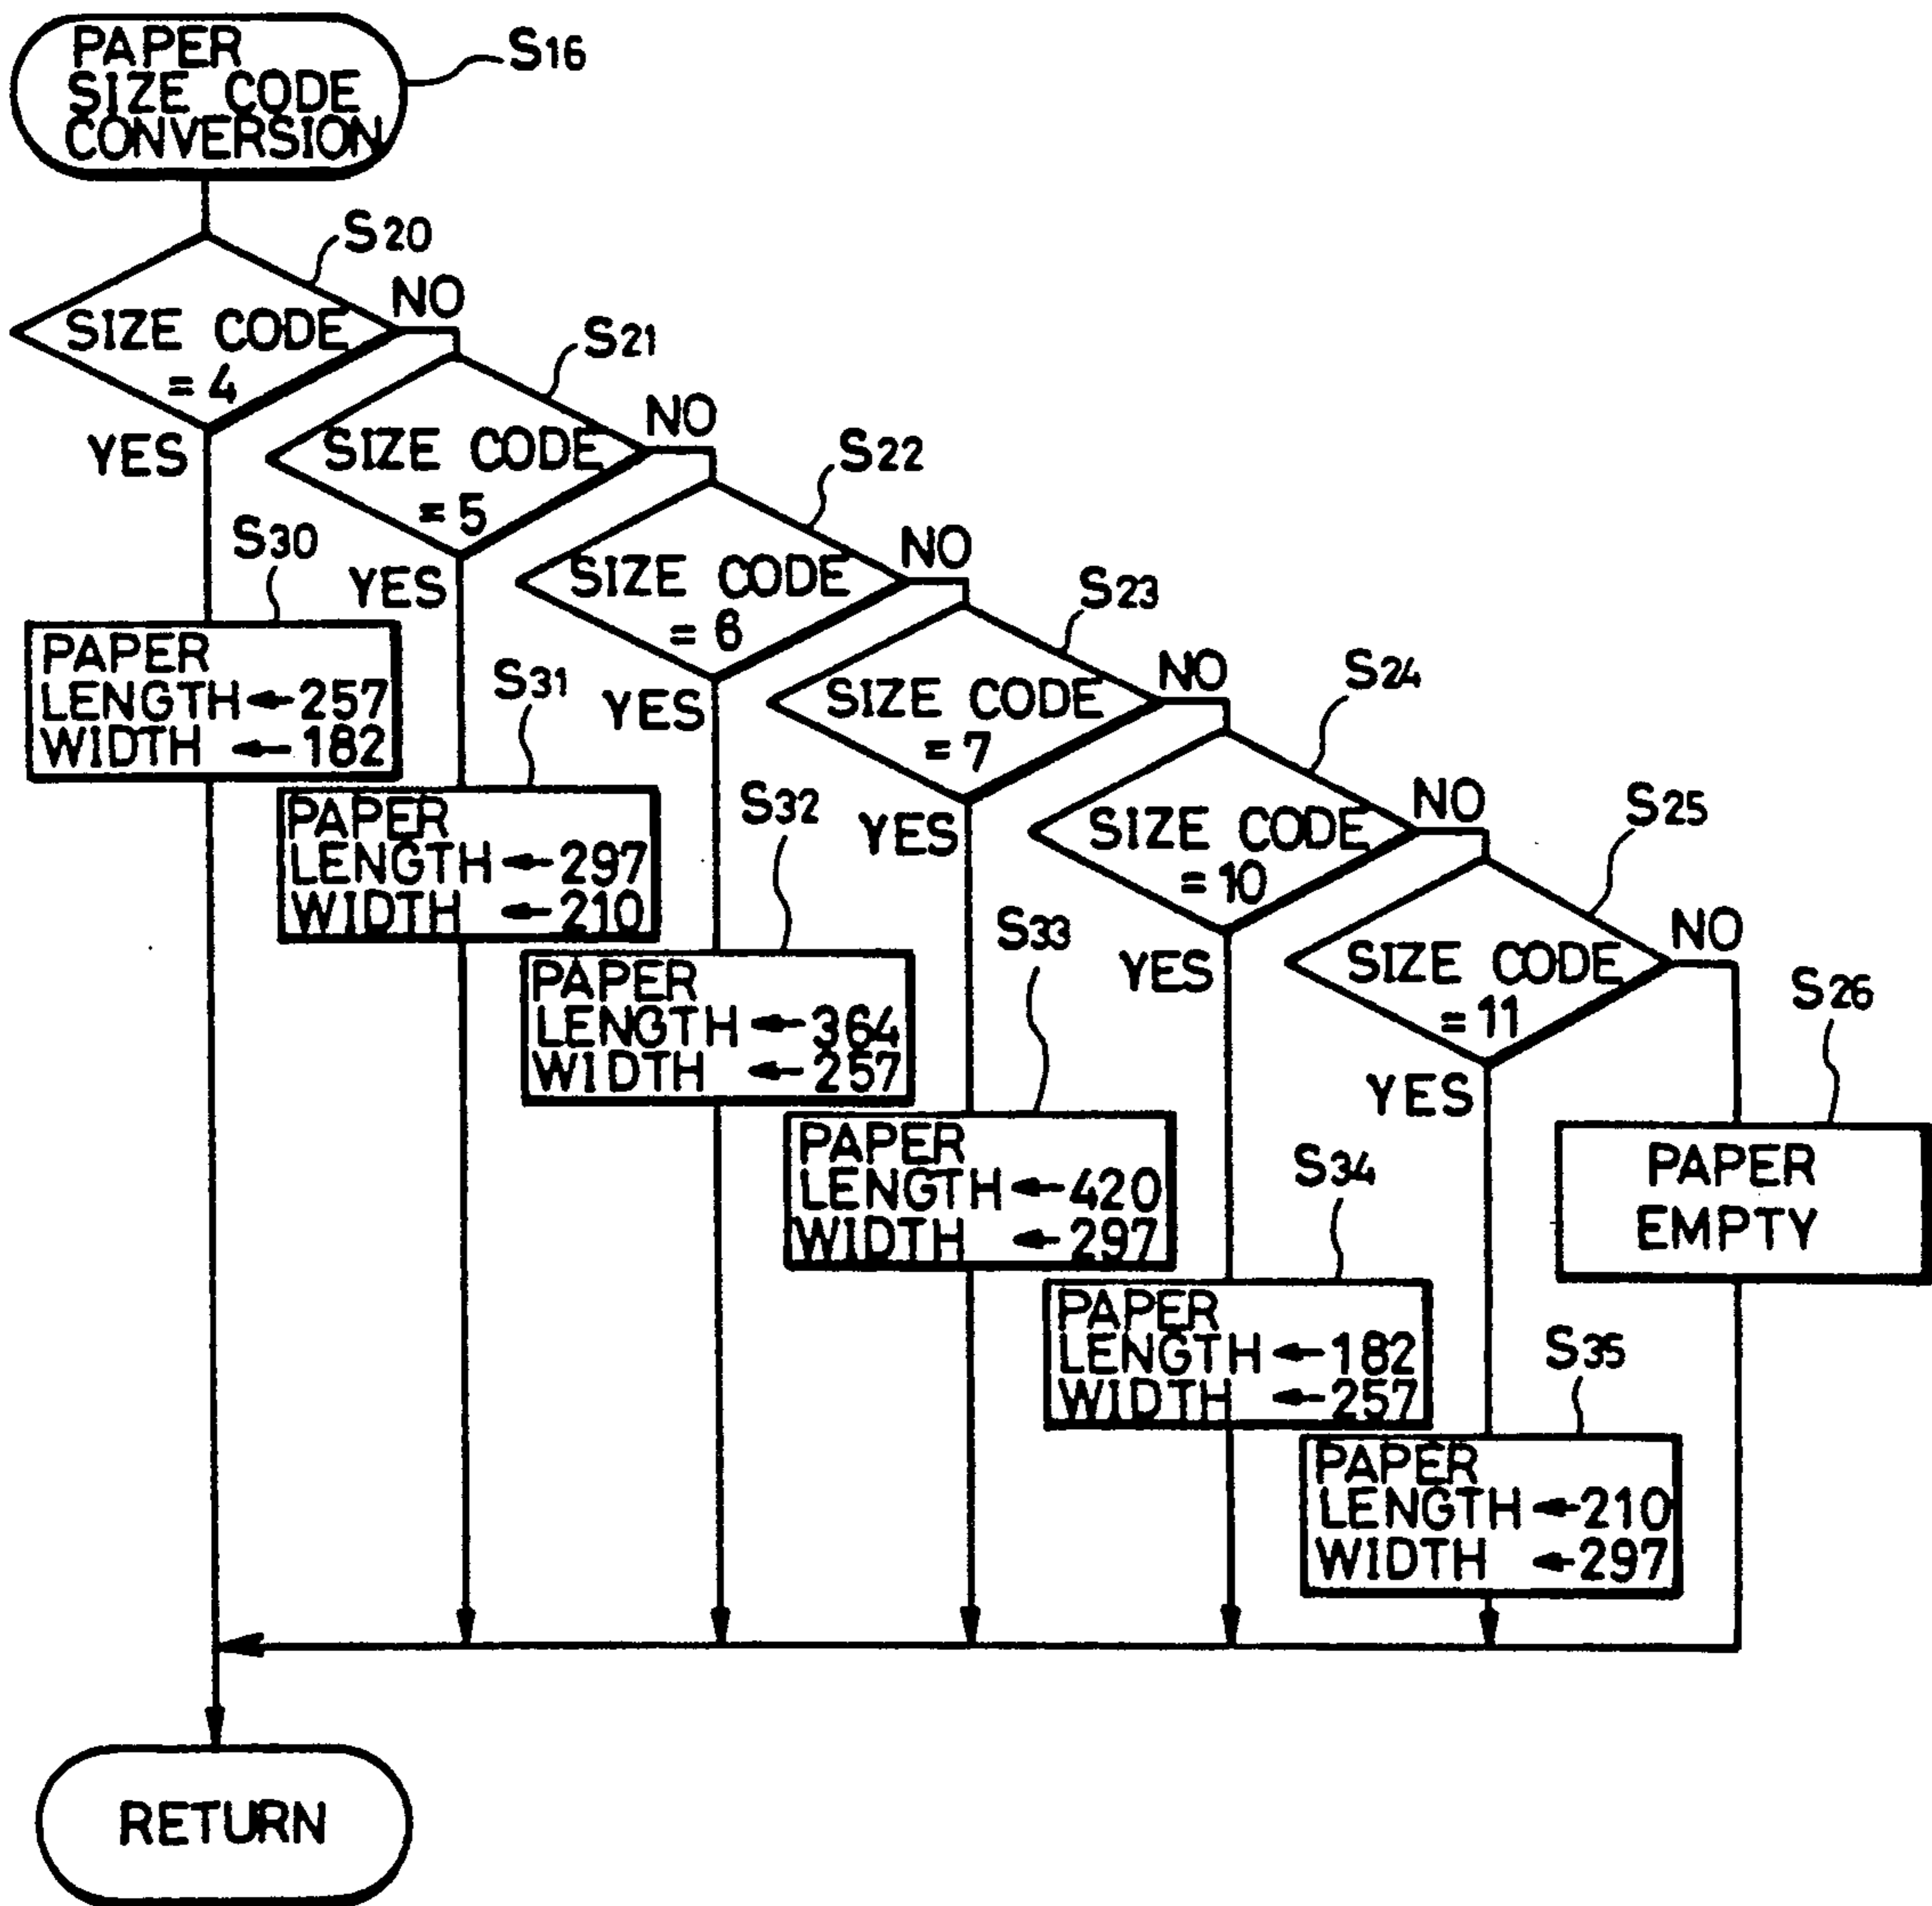 PAPER
SIZE CODE
CONVERSION
S16
S20
SIZE CODE
= 4
NO
YES
S21
SIZE CODE
= 5
NO
YES
S22
SIZE CODE
= 6
NO
YES
S23
SIZE CODE
= 7
NO
YES
S24
SIZE CODE
= 10
NO
YES
S25
SIZE CODE
= 11
NO
YES
S30
PAPER
LENGTH ← 257
WIDTH ← 182
S31
PAPER
LENGTH ← 297
WIDTH ← 210
S32
PAPER
LENGTH ← 364
WIDTH ← 257
S33
PAPER
LENGTH ← 420
WIDTH ← 297
S34
PAPER
LENGTH ← 182
WIDTH ← 257
S35
PAPER
LENGTH ← 210
WIDTH ← 297
S26
PAPER
EMPTY
RETURN